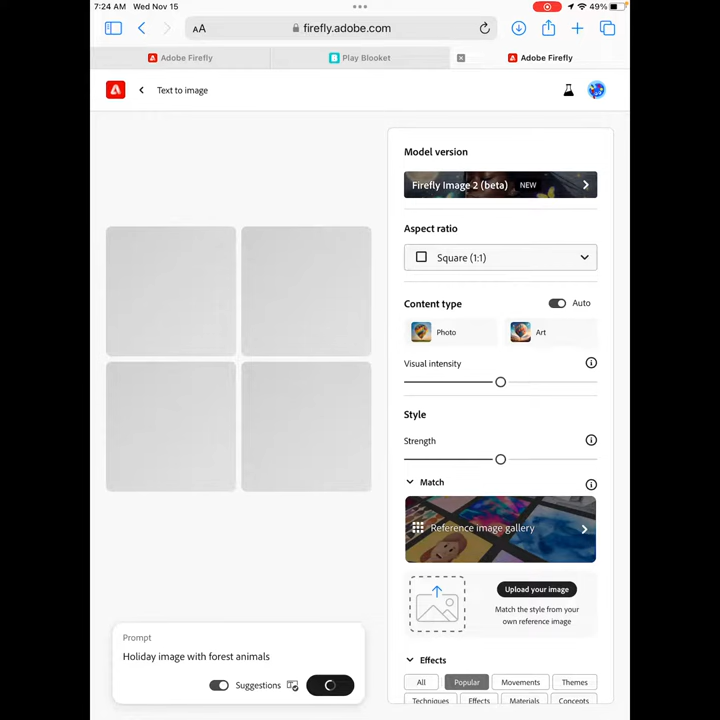 7:24 AM Wed Nov 15
49%
AA
firefly.adobe.com
Adobe Firefly
Play Blooket
Adobe Firefly
Text to image
Model version
Firefly Image 2 (beta) NEW
Aspect ratio
Square (1:1)
Content type
Auto
Photo
Art
Visual intensity
Style
Strength
Match
Reference image gallery
Upload your image
Match the style from your
own reference image
Effects
All
Popular
Movements
Themes
Techniques
Effects
Materials
Concepts
Prompt
Holiday image with forest animals
Suggestions